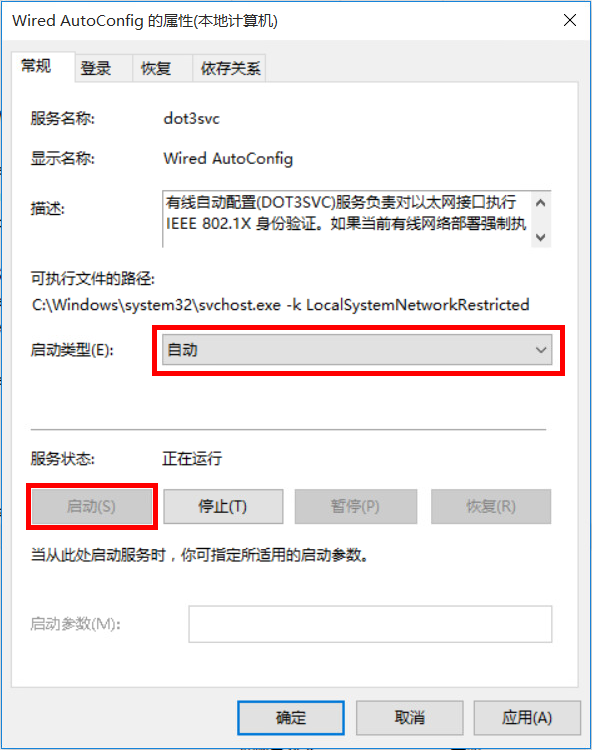 Wired AutoConfig 的属性(本地计算机)
常规 登录 恢复 依存关系
服务名称: dot3svc
显示名称: Wired AutoConfig
描述: 有线自动配置(DOT3SVC)服务负责对以太网接口执行
IEEE 802.1X 身份验证。如果当前有线网络部署强制执
可执行文件的路径:
C:\Windows\system32\svchost.exe -k LocalSystemNetworkRestricted
启动类型(E): 自动
服务状态: 正在运行
启动(S) 停止(T) 暂停(P) 恢复(R)
当从此处启动服务时，你可指定所适用的启动参数。
启动参数(M):
确定 取消 应用(A)